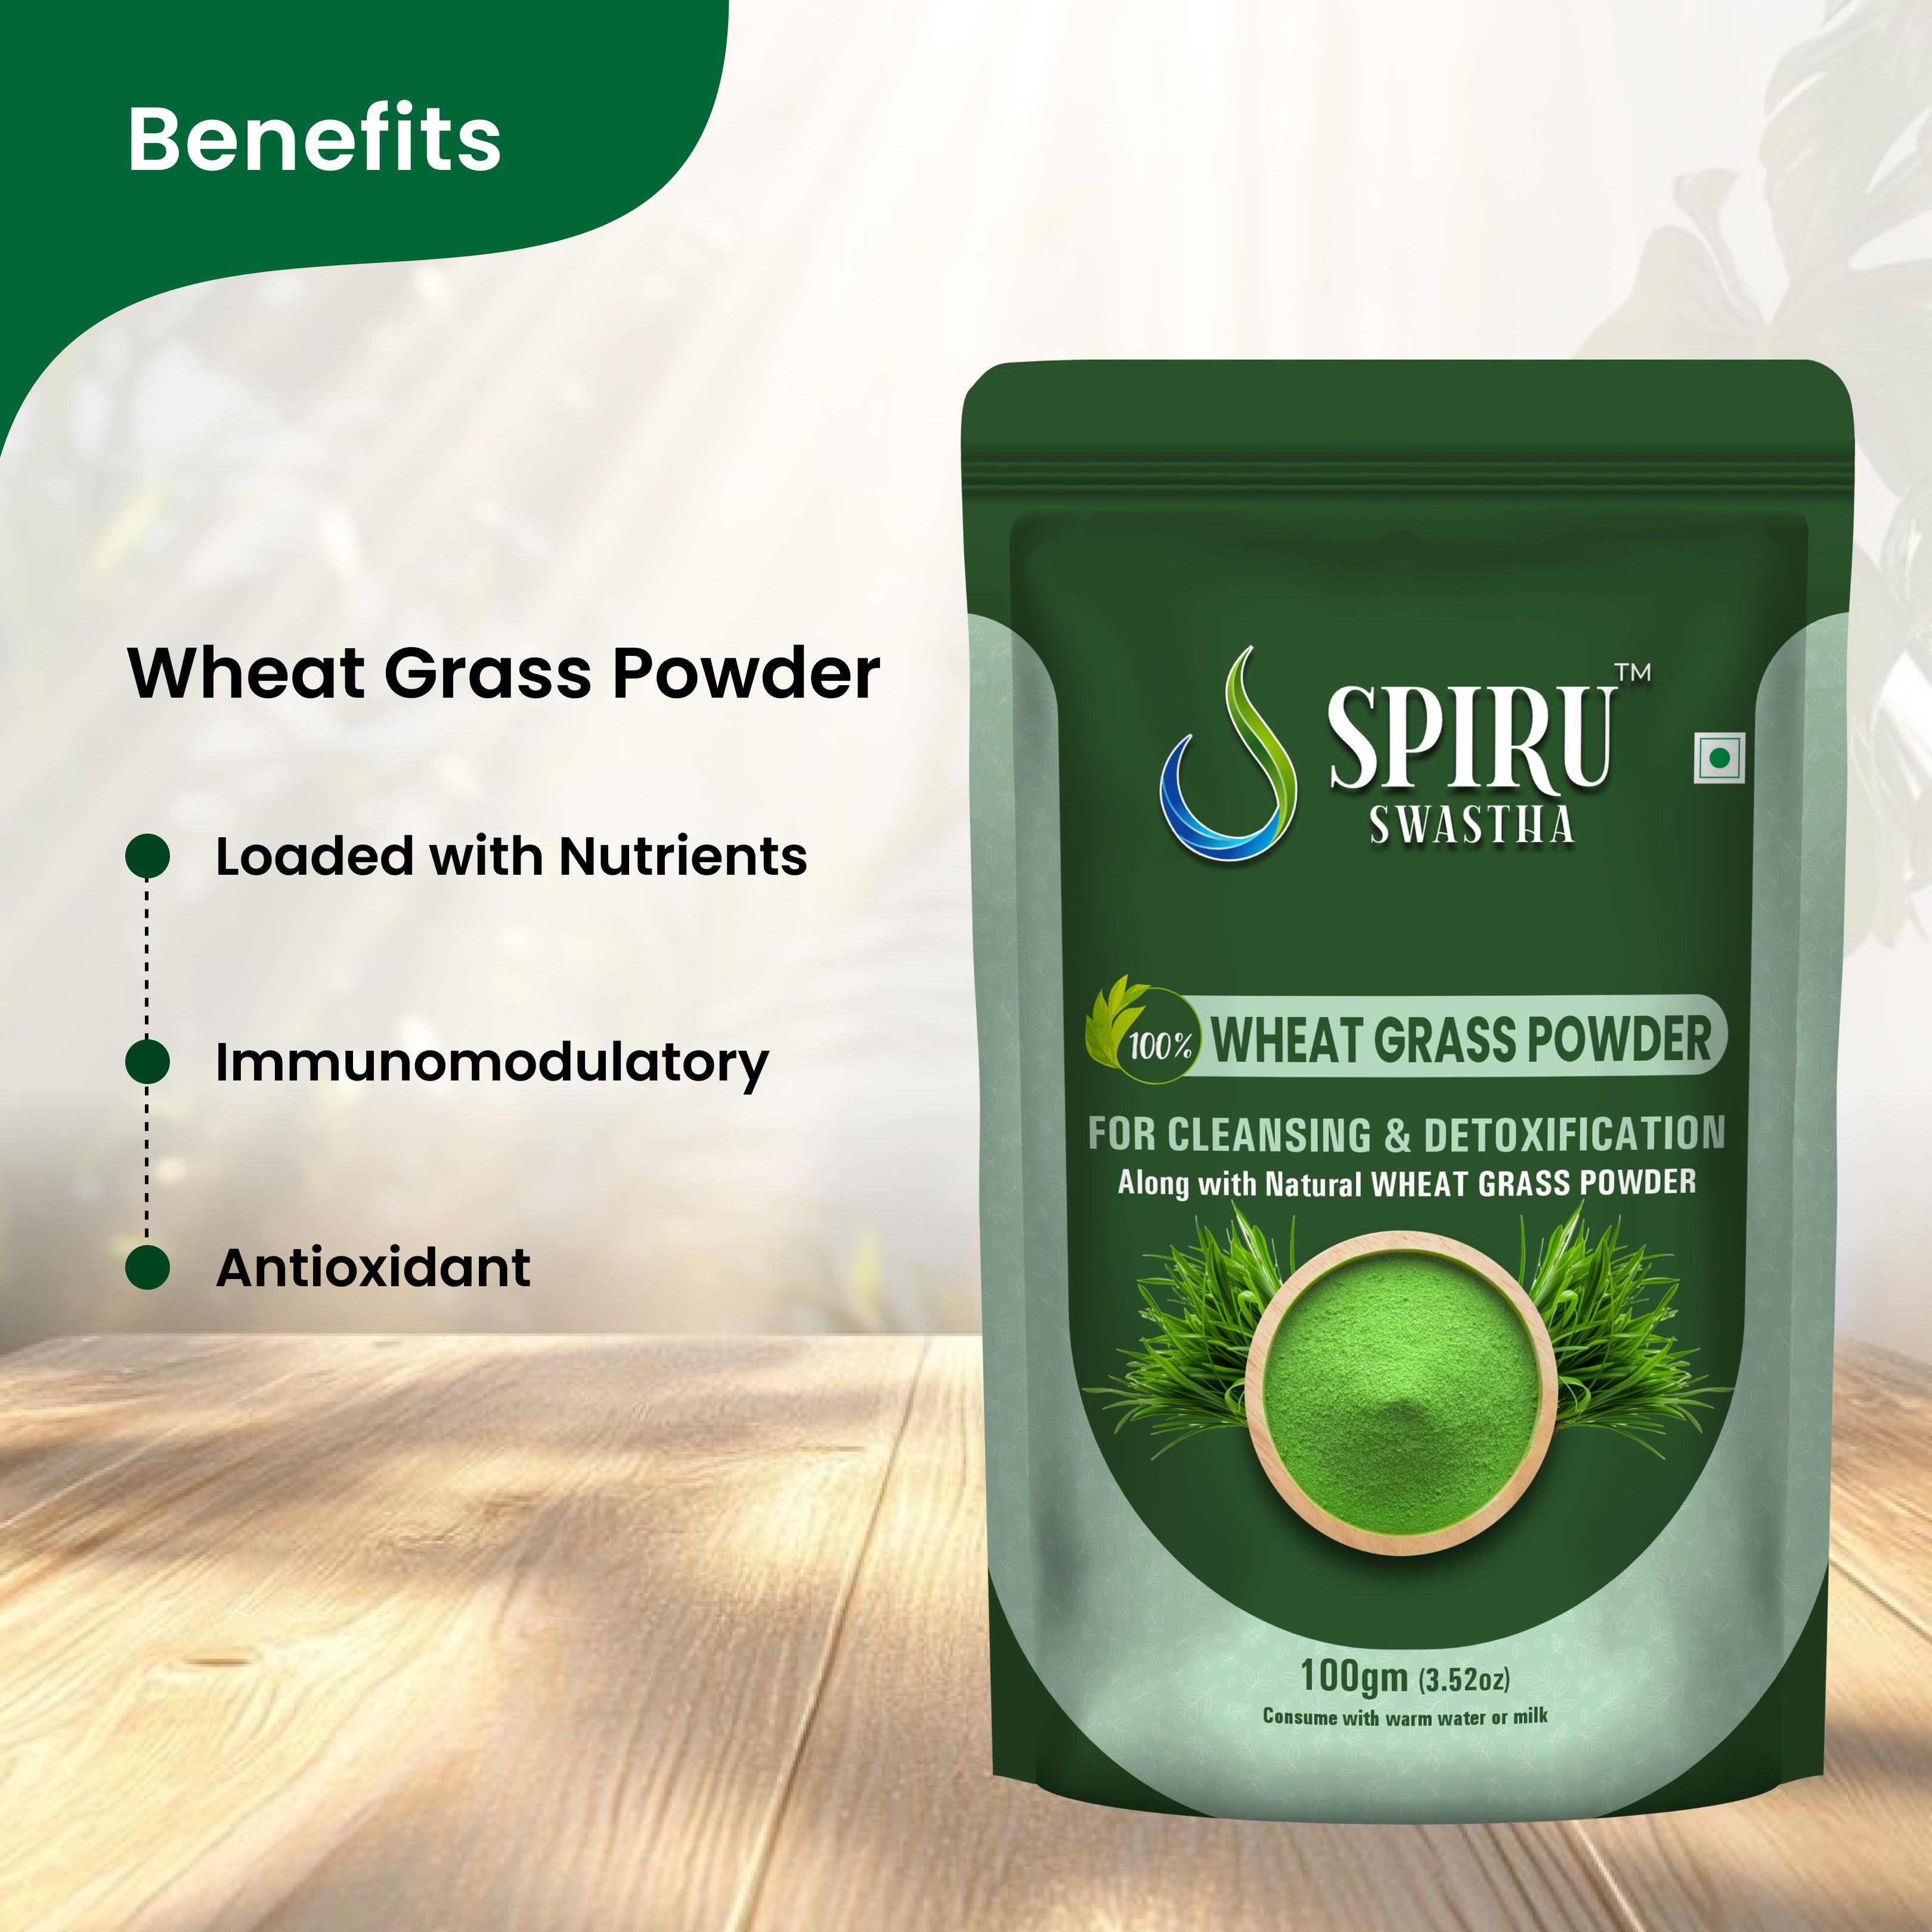 Benefits
Wheat Grass Powder
Loaded with Nutrients
Immunomodulatory
Antioxidant
SPIRU™
SWASTHA
100% WHEAT GRASS POWDER
FOR CLEANSING & DETOXIFICATION
Along with Natural WHEAT GRASS POWDER
100gm (3.52oz)
Consume with warm water or milk